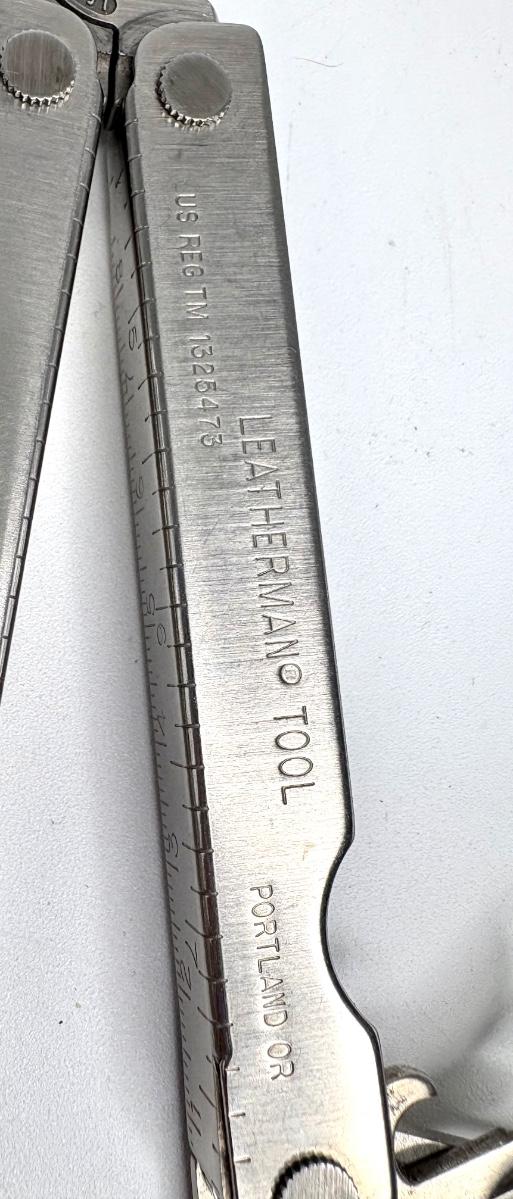 US REG TM 1325473
LEATHERMAN® TOOL
PORTLAND OR